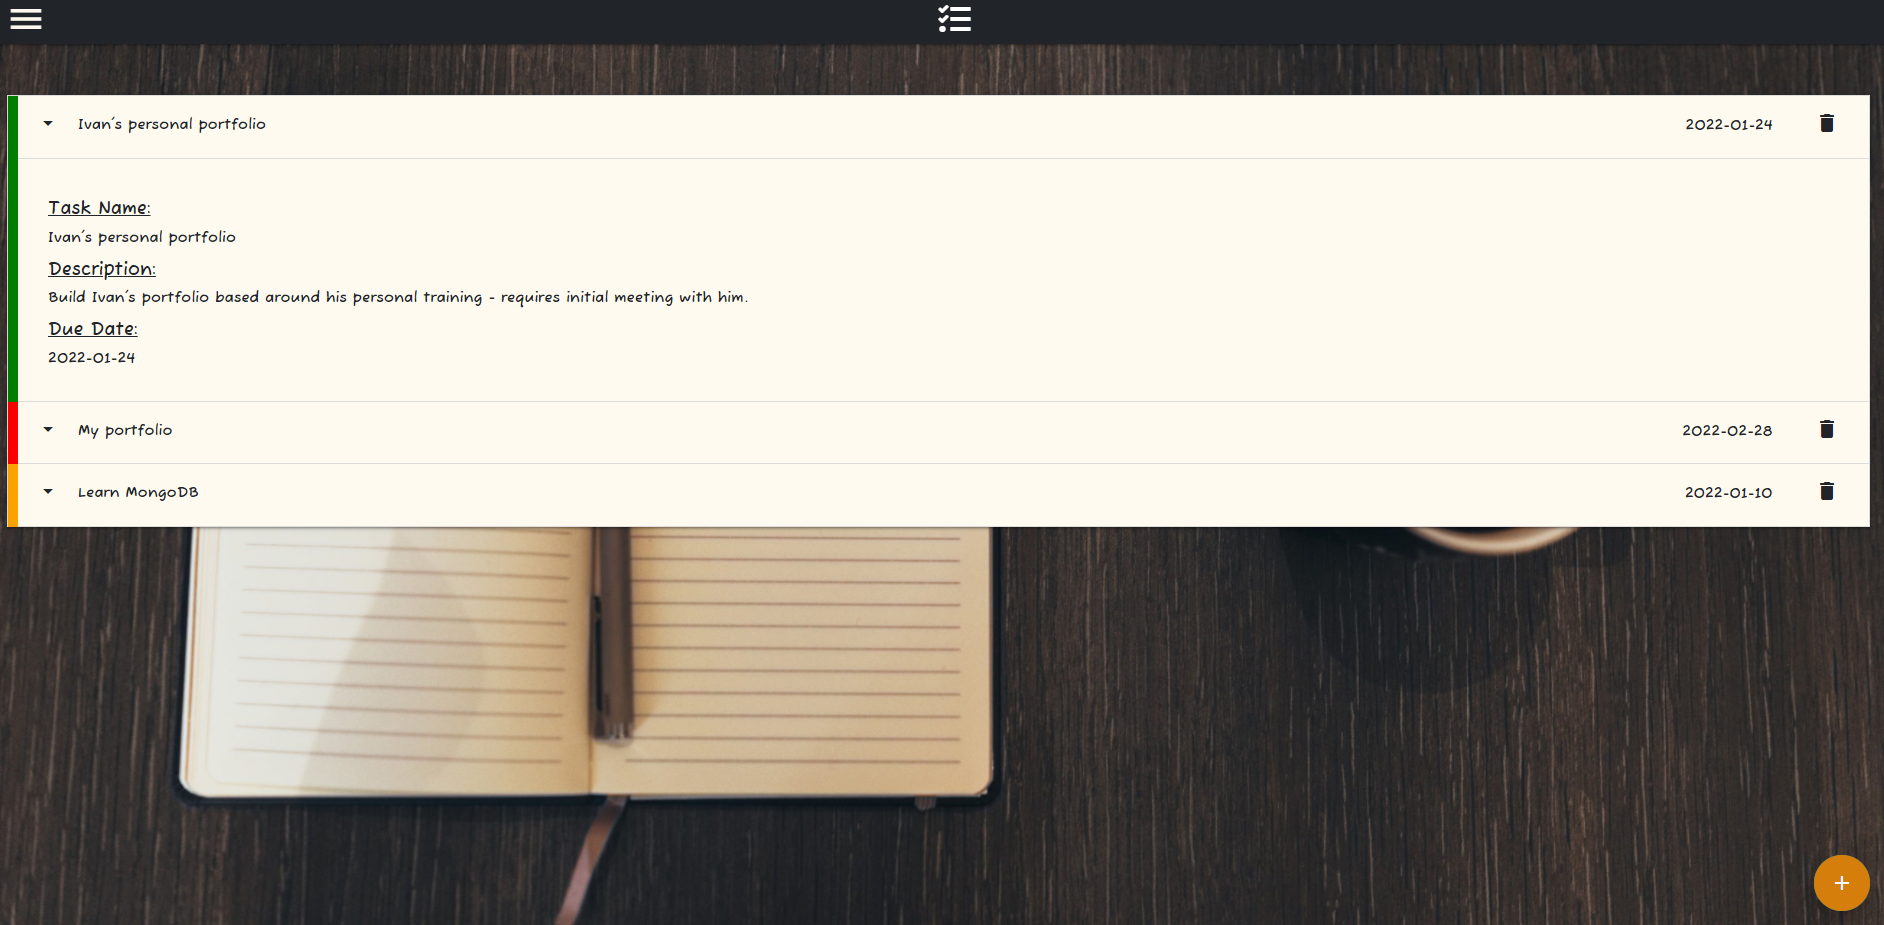 Ivan's personal portfolio 2022-01-24
Task Name:
Ivan's personal portfolio
Description:
Build Ivan's portfolio based around his personal training - requires initial meeting with him.
Due Date:
2022-01-24
My portfolio 2022-02-28
Learn MongoDB 2022-01-10